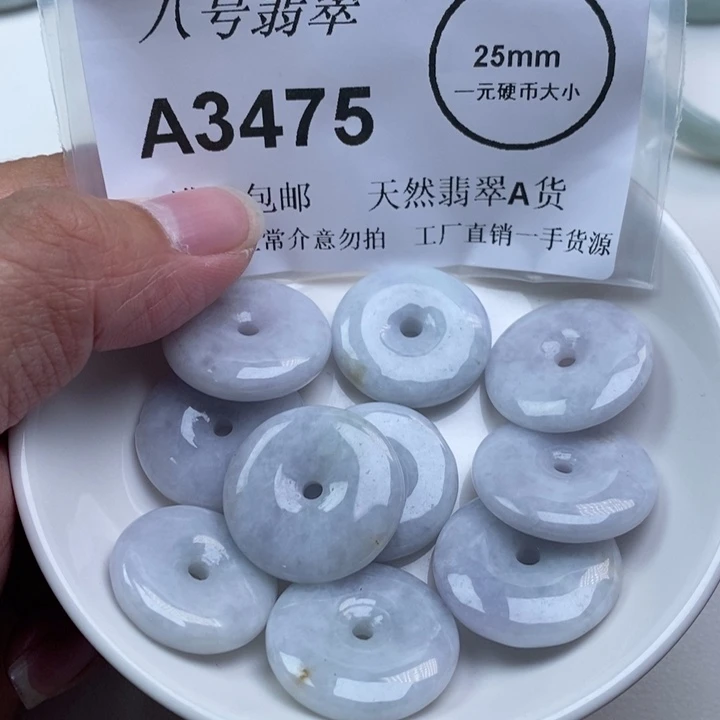 八号翡翠
25mm
一元硬币大小
A3475
包邮 天然翡翠A货
常介意勿拍 工厂直销一手货源